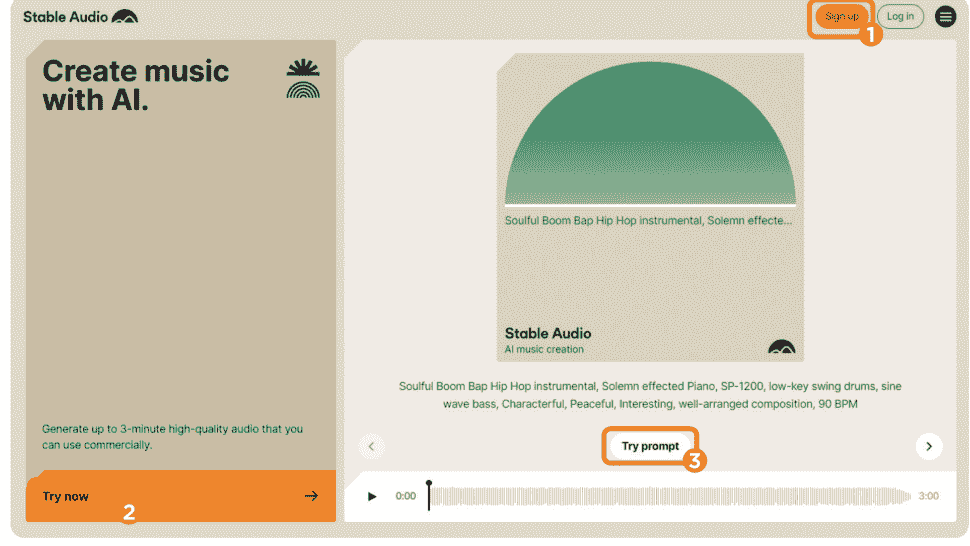 Stable Audio
Sign up
Log in
1
Create music
with AI.
Soulful Boom Bap Hip Hop instrumental, Solemn effecte...
Stable Audio
AI music creation
Soulful Boom Bap Hip Hop instrumental, Solemn effected Piano, SP-1200, low-key swing drums, sine
wave bass, Characterful, Peaceful, Interesting, well-arranged composition, 90 BPM
Generate up to 3-minute high-quality audio that you
can use commercially.
Try prompt
3
Try now
2
0:00
3:00